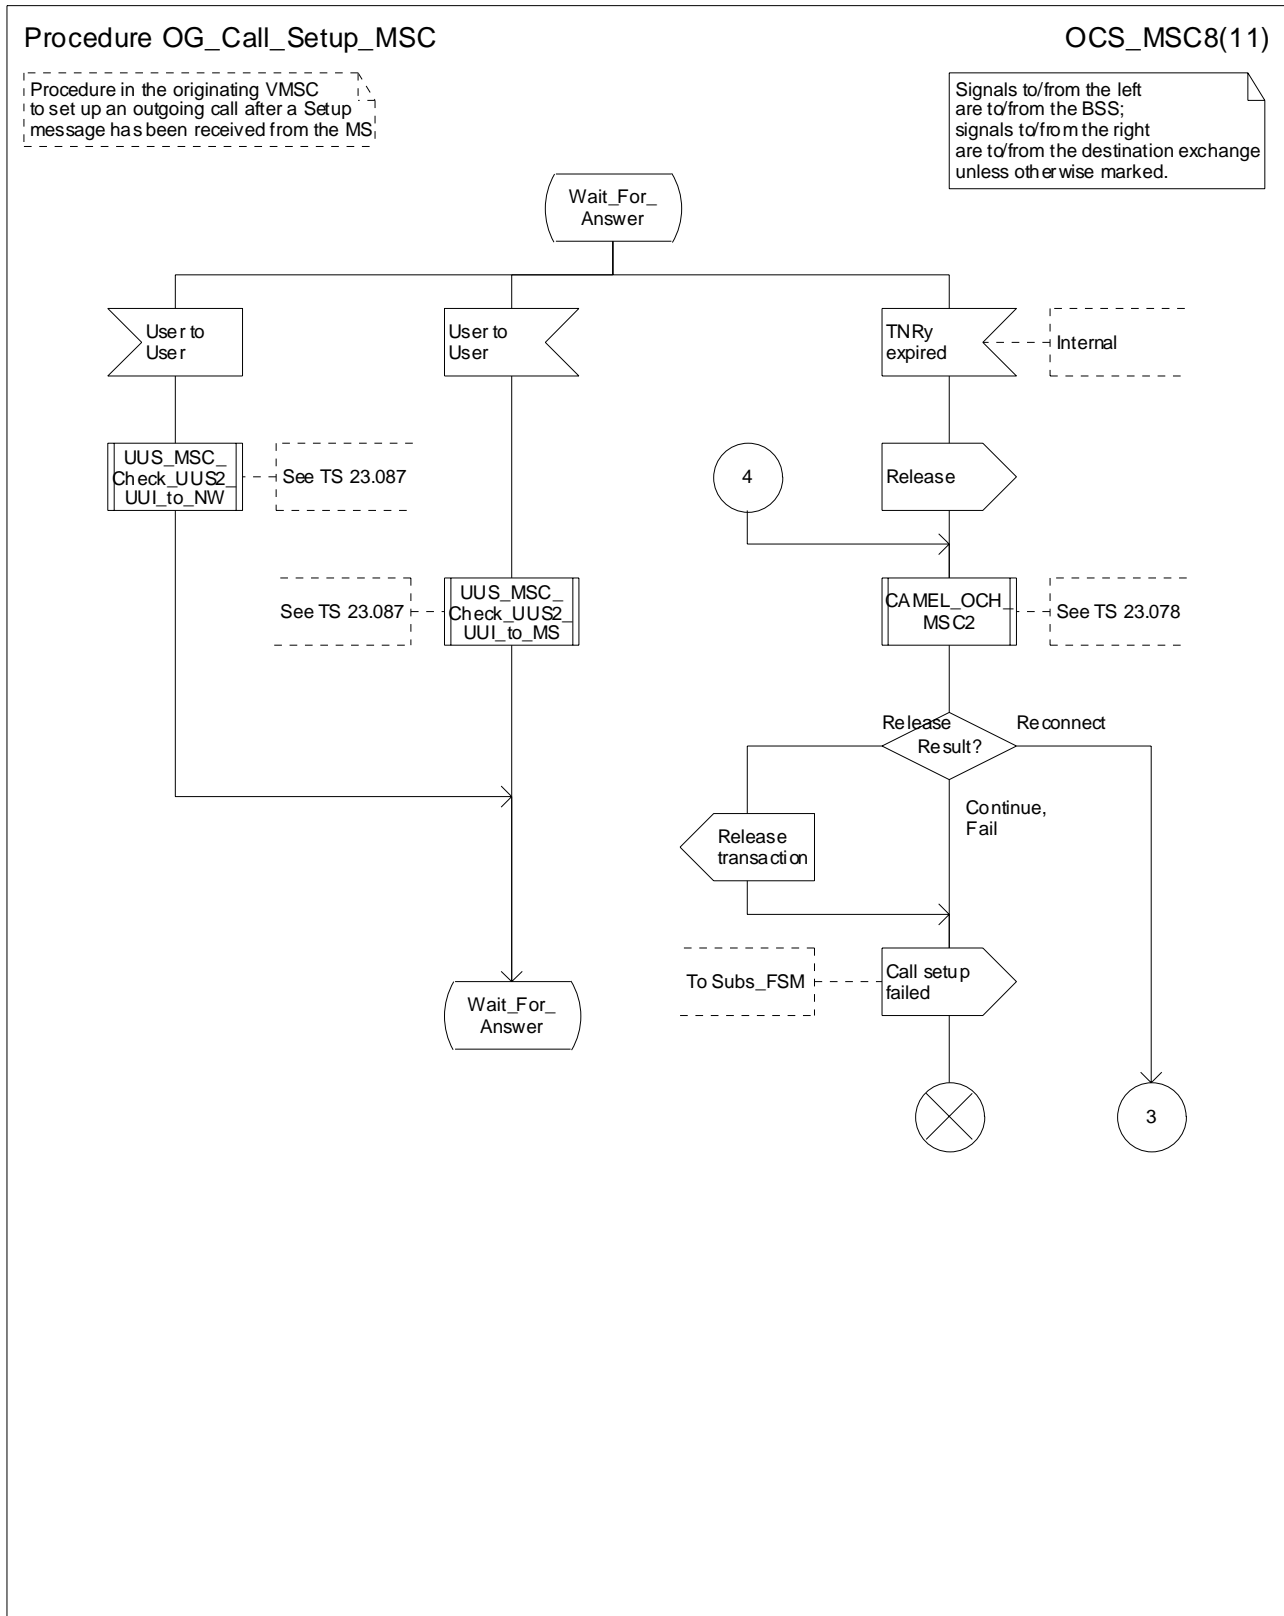 Procedure OG_Call_Setup_MSC
OCS_MSC8(11)
Procedure in the originating VMSC
to set up an outgoing call after a Setup
message has been received from the MS
Signals to/from the left
are to/from the BSS;
signals to/from the right
are to/from the destination exchange
unless otherwise marked.
Wait_For_
Answer
User to
User
User to
User
TNRy
expired
Internal
UUS_MSC_
Check_UUS2_
UUI_to_NW
See TS 23.087
4
Release
See TS 23.087
UUS_MSC_
Check_UUS2_
UUI_to_MS
CAMEL_OCH_
MSC2
See TS 23.078
Release
Reconnect
Result?
Continue,
Fail
Release
transaction
To Subs_FSM
Call setup
failed
Wait_For_
Answer
3